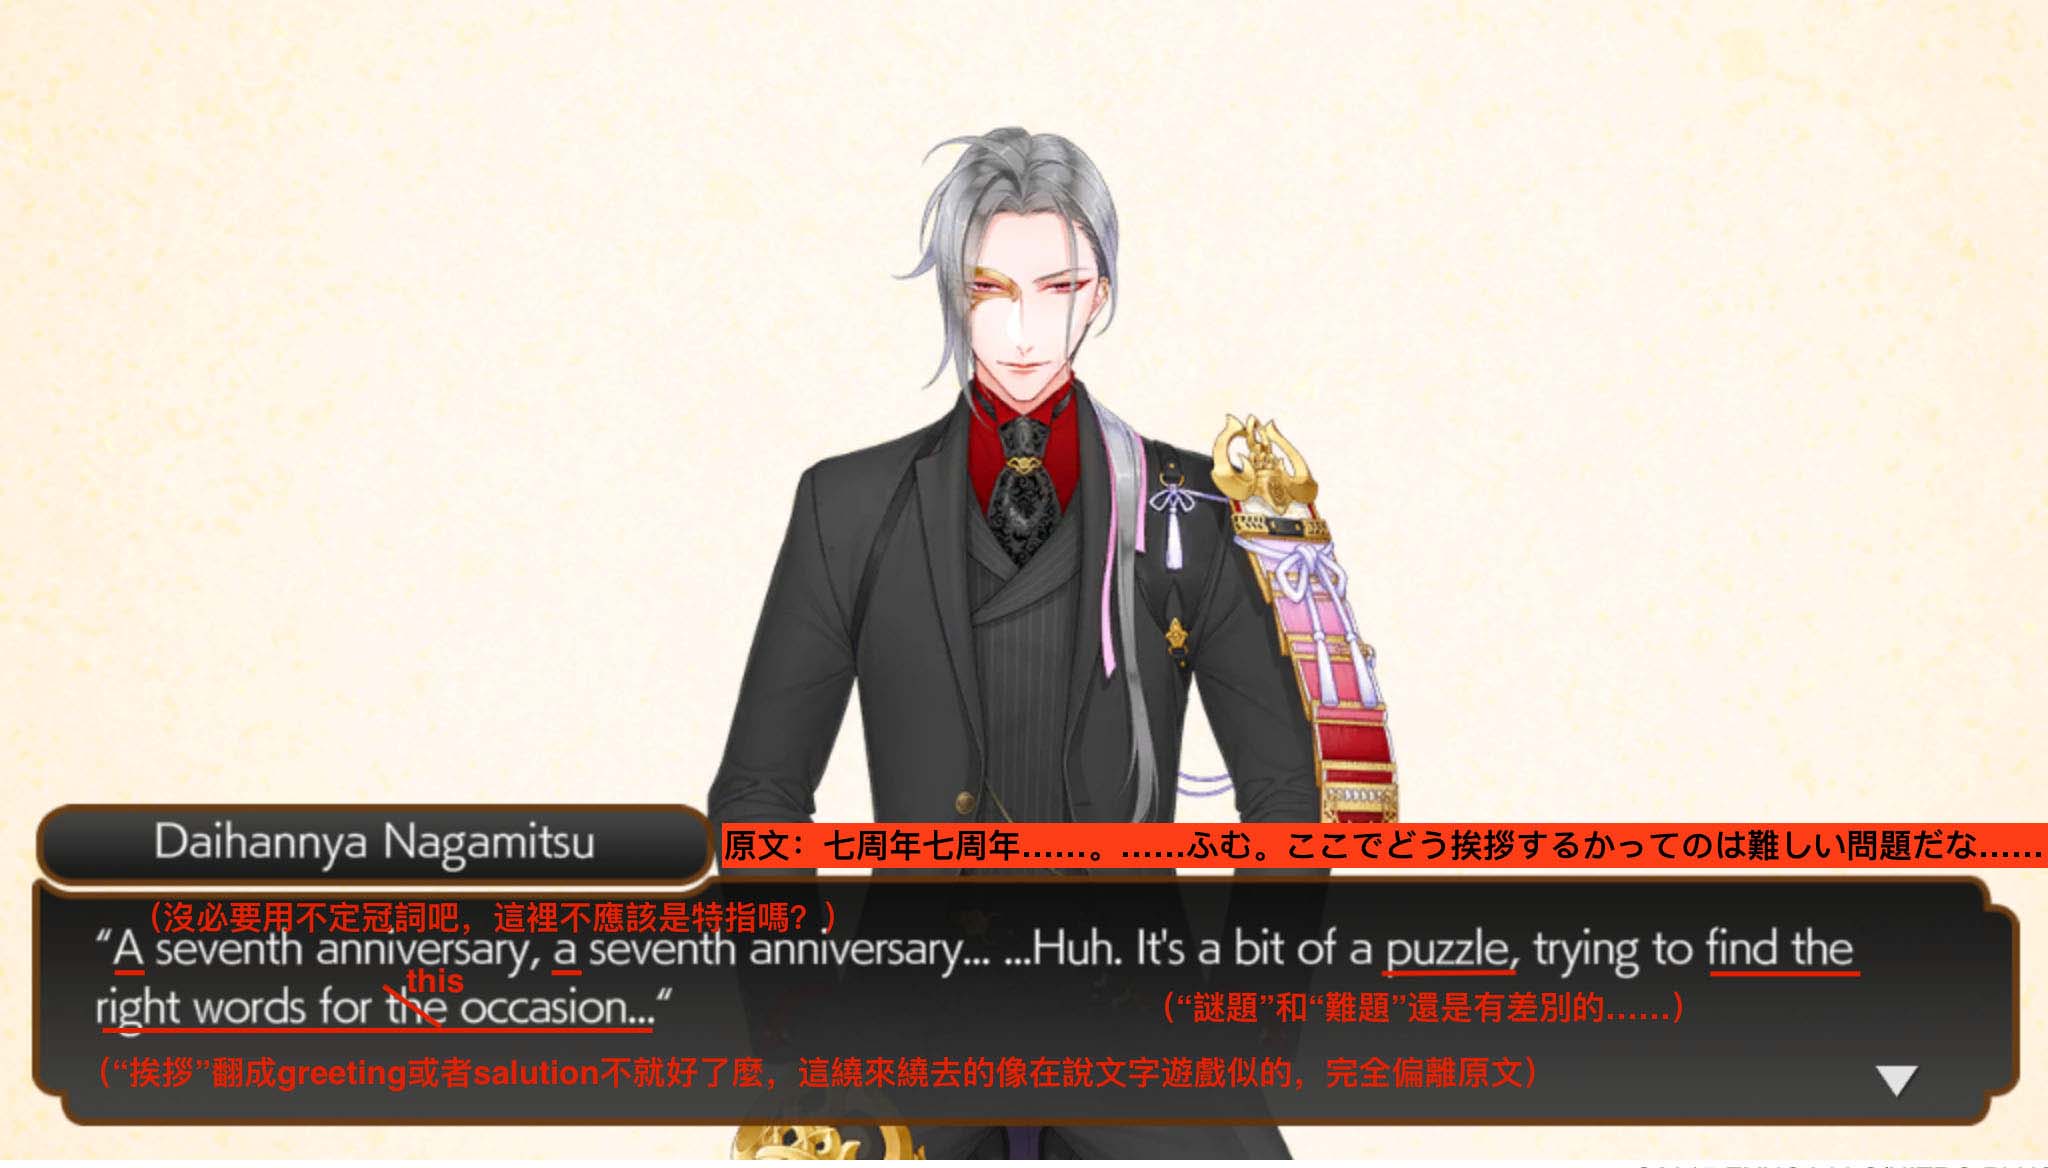 Daihannya Nagamitsu
原文：七周年七周年……。……ふむ。ここでどう挨拶するかってのは難しい問題だな……
（沒必要用不定冠詞吧，這裡不應該是特指嗎？）
“A seventh anniversary, a seventh anniversary... ...Huh. It's a bit of a puzzle, trying to find the
this
right words for the occasion...“
（“謎題”和“難題”還是有差別的……）
（“挨拶”翻成greeting或者salution不就好了麼，這繞來繞去的像在說文字遊戲似的，完全偏離原文）